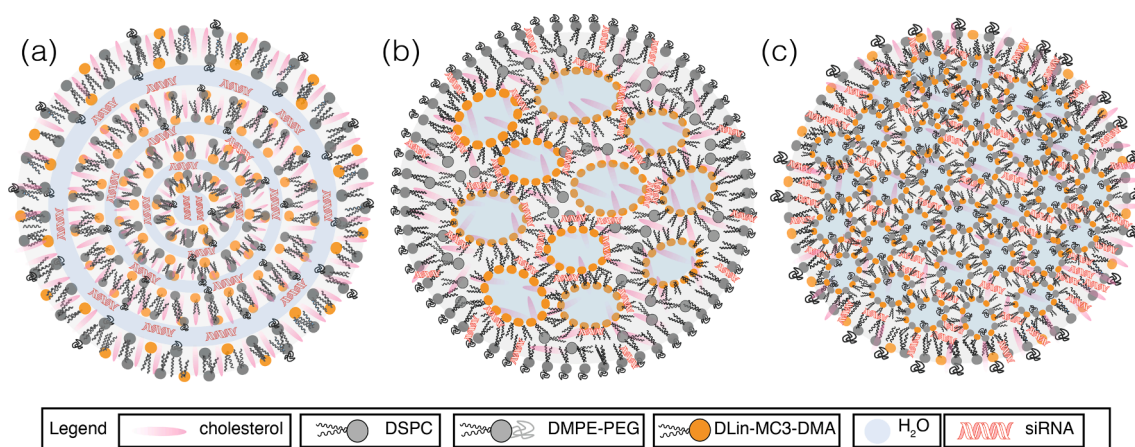 (a) (b) (c)
Legend cholesterol DSPC DMPE-PEG DLin-MC3-DMA H₂O siRNA